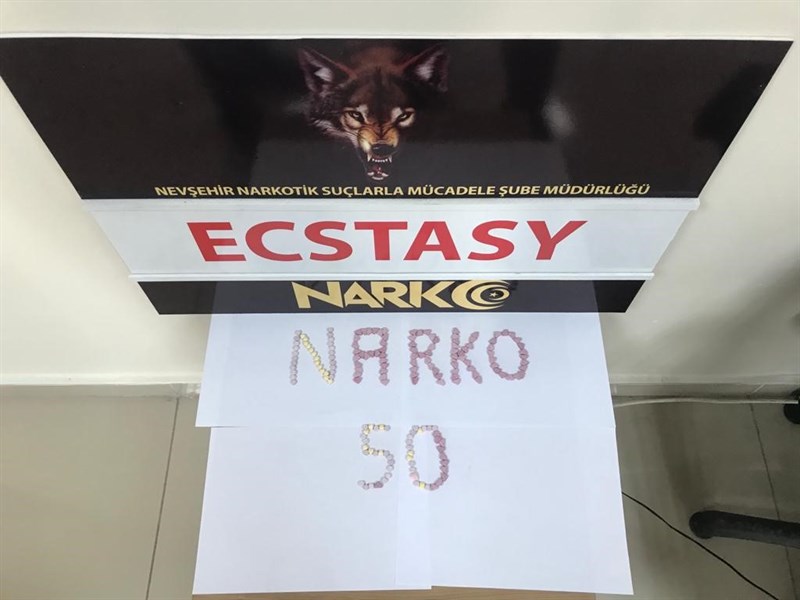 NEVŞEHİR NARKOTİK SUÇLARLA MÜCADELE ŞUBE MÜDÜRLÜĞÜ
ECSTASY
NARKO
NARKO
50